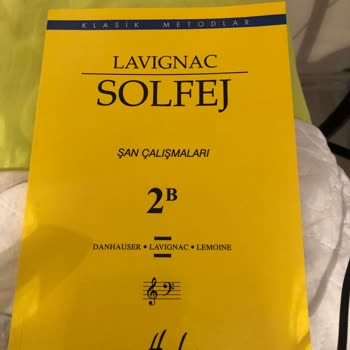 KLASİK METODLAR
LAVIGNAC
SOLFEJ
ŞAN ÇALIŞMALARI
2B
DANHAUSER • LAVIGNAC • LEMOINE